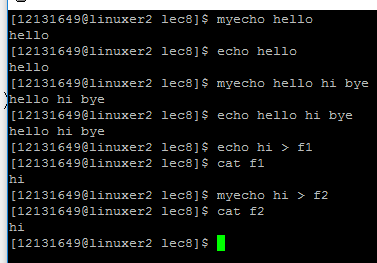 [12131649@linuxer2 lec8]$ myecho hello
hello
[12131649@linuxer2 lec8]$ echo hello
hello
[12131649@linuxer2 lec8]$ myecho hello hi bye
hello hi bye
[12131649@linuxer2 lec8]$ echo hello hi bye
hello hi bye
[12131649@linuxer2 lec8]$ echo hi > f1
[12131649@linuxer2 lec8]$ cat f1
hi
[12131649@linuxer2 lec8]$ myecho hi > f2
[12131649@linuxer2 lec8]$ cat f2
hi
[12131649@linuxer2 lec8]$